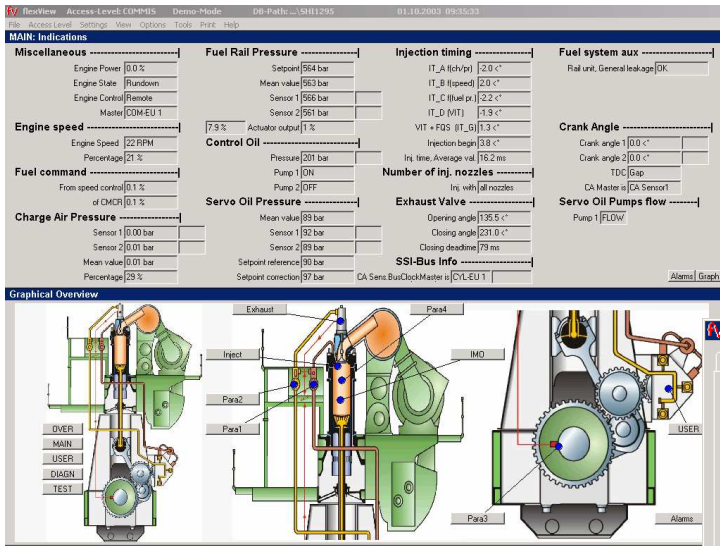 flexView Access-Level: COMMIS Demo-Mode DB-Path: ...\SHI1295 01.10.2003 09:35:33
File Access Level Settings View Options Tools Print Help
MAIN: Indications
Miscellaneous
Engine Power 0.0 %
Engine State Rundown
Engine Control Remote
Master COM-EU 1
Engine speed
Engine Speed 22 RPM
Percentage 21 %
Fuel command
From speed control 0.1 %
of CMCR 0.1 %
Charge Air Pressure
Sensor 1 0.00 bar
Sensor 2 0.01 bar
Mean value 0.01 bar
Percentage 29 %
Fuel Rail Pressure
Setpoint 564 bar
Mean value 563 bar
Sensor 1 566 bar
Sensor 2 561 bar
7.9 % Actuator output 1 %
Control Oil
Pressure 201 bar
Pump 1 ON
Pump 2 OFF
Servo Oil Pressure
Mean value 89 bar
Sensor 1 92 bar
Sensor 2 89 bar
Setpoint reference 90 bar
Setpoint correction 97 bar
Injection timing
IT_A f(ch/pr) -2.0 <°
IT_B f(speed) 2.0 <°
IT_C f(fuel pr.) -2.2 <°
IT_D (VIT) -1.9 <°
VIT + FQS (IT_G) 1.3 <°
Injection begin 3.8 <°
Inj. time, Average val. 16.2 ms
Number of inj. nozzles
Inj. with all nozzles
Exhaust Valve
Opening angle 135.5 <°
Closing angle 231.0 <°
Closing deadtime 79 ms
SSI-Bus Info
CA Sens.BusClockMaster is CYL-EU 1
Fuel system aux
Rail unit, General leakage OK
Crank Angle
Crank angle 1 0.0 <°
Crank angle 2 0.0 <°
TDC Gap
CA Master is CA Sensor1
Servo Oil Pumps flow
Pump 1 FLOW
Alarms Graph
Graphical Overview
OVER
MAIN
USER
DIAGN
TEST
Exhaust
Para4
Inject
IMO
Para2
Para1
USER
Para3
Alarms